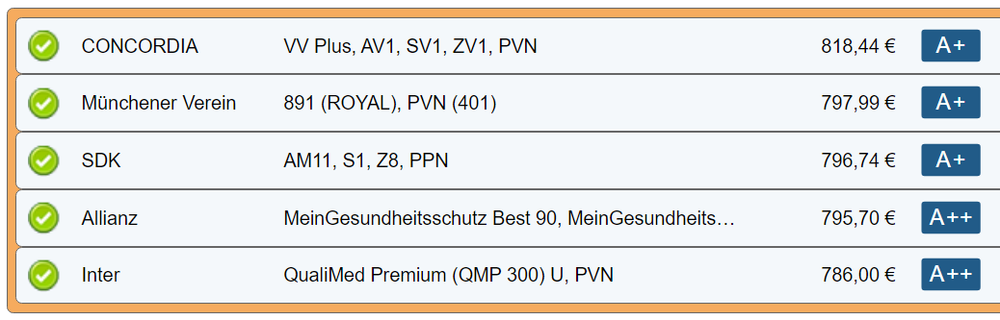 CONCORDIA VV Plus, AV1, SV1, ZV1, PVN 818,44 € A+
Münchener Verein 891 (ROYAL), PVN (401) 797,99 € A+
SDK AM11, S1, Z8, PPN 796,74 € A+
Allianz MeinGesundheitsschutz Best 90, MeinGesundheits… 795,70 € A++
Inter QualiMed Premium (QMP 300) U, PVN 786,00 € A++